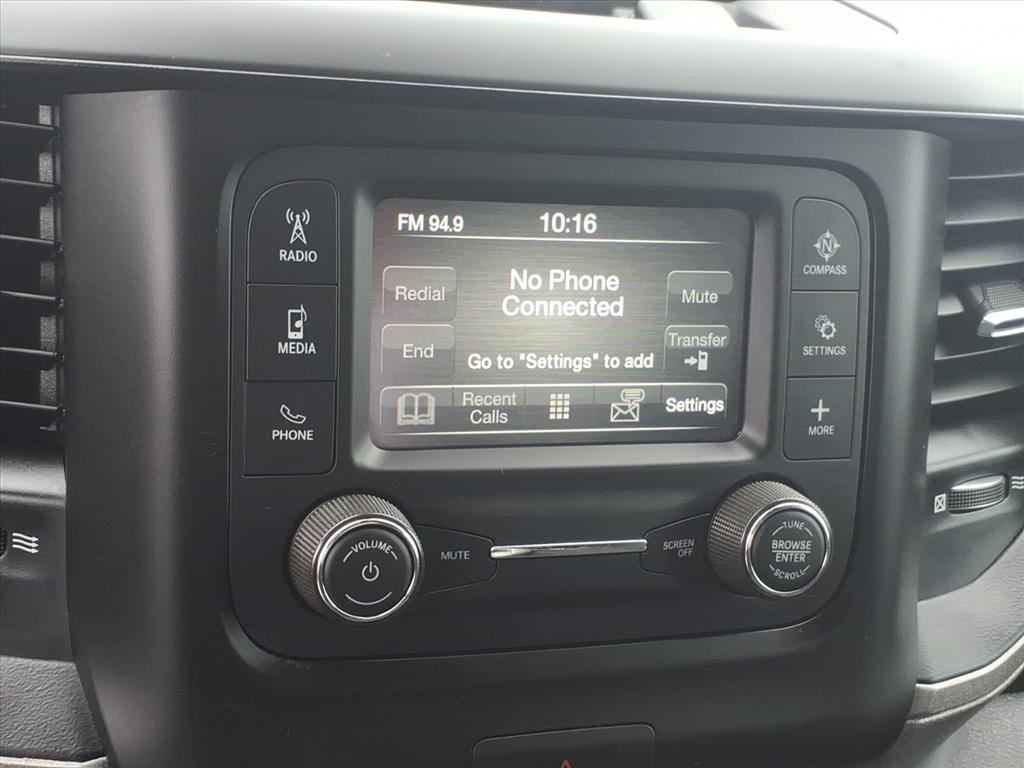 RADIO
MEDIA
PHONE
FM 94.9
10:16
No Phone
Connected
Redial
End
Mute
Transfer
Go to "Settings" to add
Recent
Calls
Settings
N
COMPASS
SETTINGS
MORE
VOLUME
MUTE
SCREEN
OFF
TUNE
BROWSE
ENTER
SCROLL